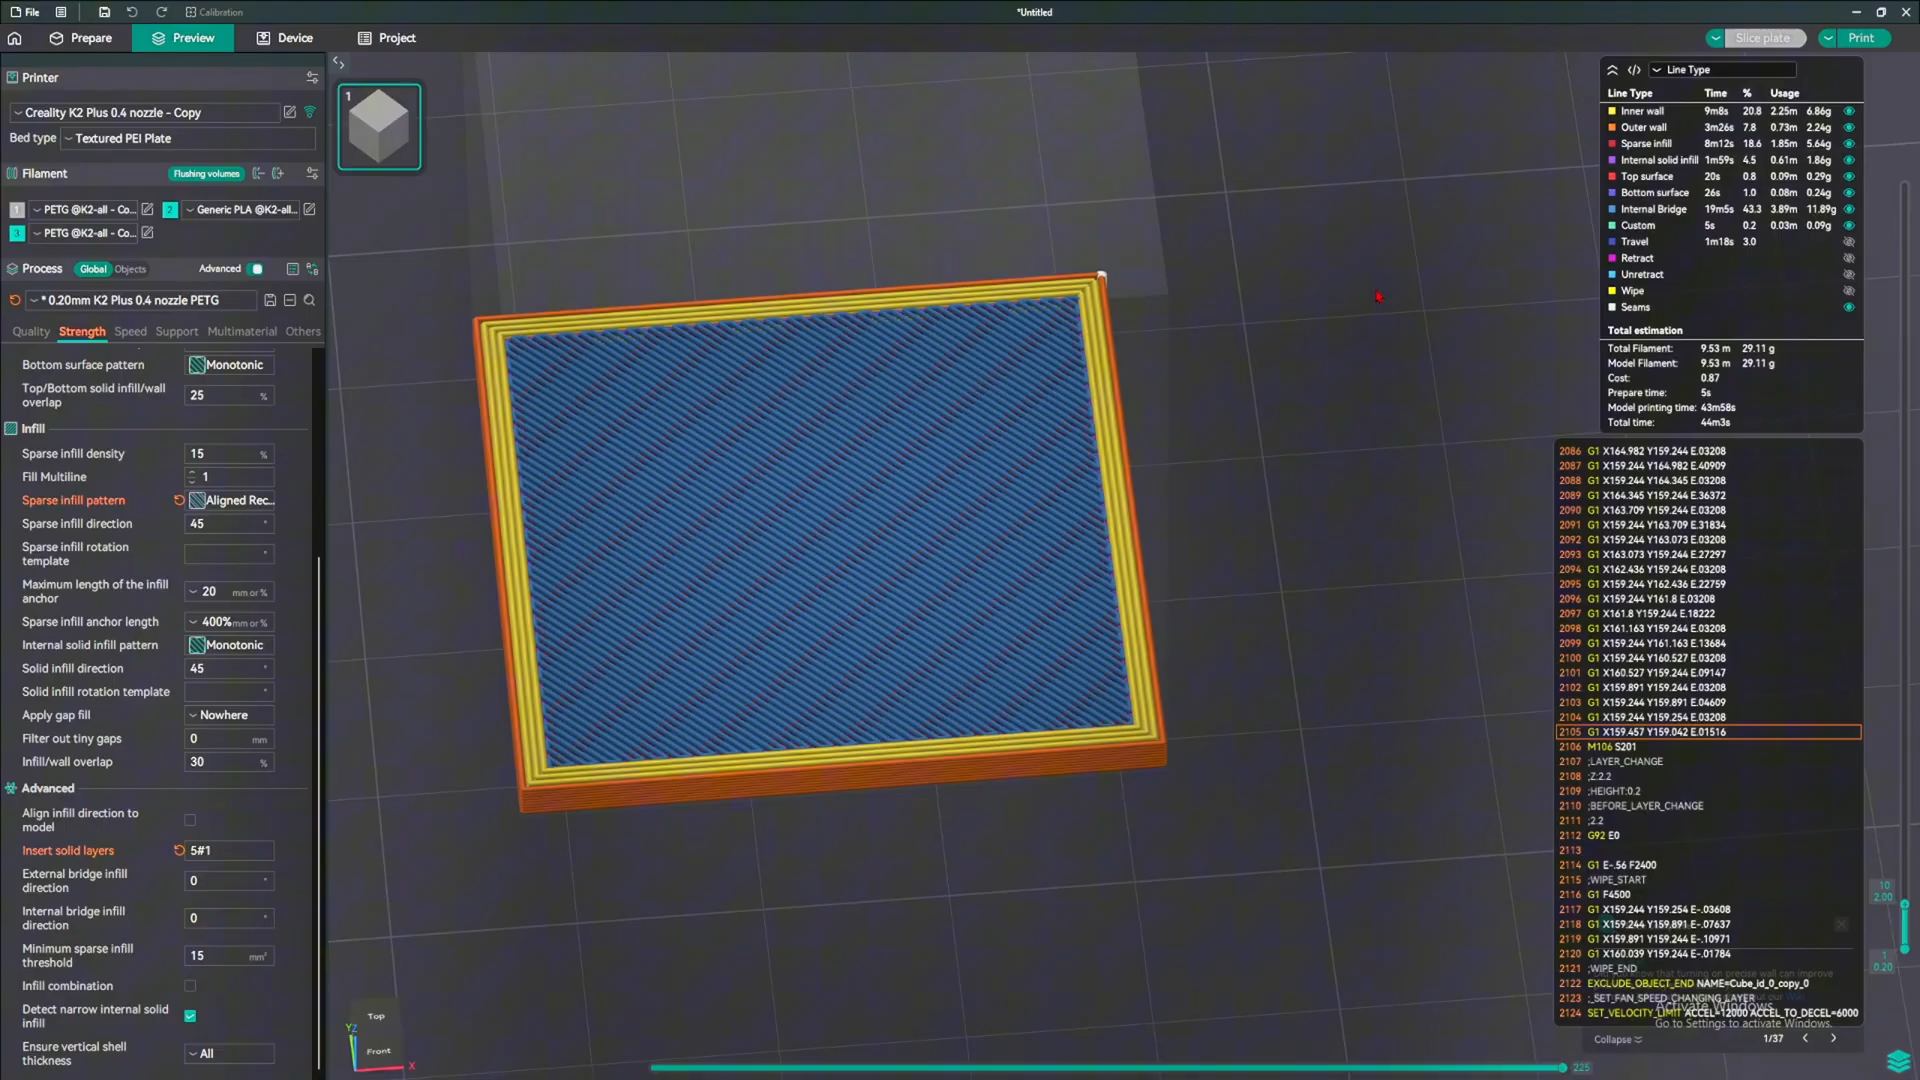 File
Calibration
*Untitled
Prepare
Preview
Device
Project
Slice plate
Print
Printer
Creality K2 Plus 0.4 nozzle - Copy
Bed type
Textured PEI Plate
Filament
Flushing volumes
1 PETG @K2-all - Co...
2 Generic PLA @K2-all...
3 PETG @K2-all - Co...
Process
Global
Objects
Advanced
* 0.20mm K2 Plus 0.4 nozzle PETG
Quality
Strength
Speed
Support
Multimaterial
Others
Bottom surface pattern Monotonic
Top/Bottom solid infill/wall
overlap
25 %
Infill
Sparse infill density 15 %
Fill Multiline 1
Sparse infill pattern Aligned Rec...
Sparse infill direction 45 °
Sparse infill rotation
template
°
Maximum length of the infill
anchor
20 mm or %
Sparse infill anchor length 400% mm or %
Internal solid infill pattern Monotonic
Solid infill direction 45 °
Solid infill rotation template °
Apply gap fill Nowhere
Filter out tiny gaps 0 mm
Infill/wall overlap 30 %
Advanced
Align infill direction to
model
Insert solid layers 5#1
External bridge infill
direction
0 °
Internal bridge infill
direction
0 °
Minimum sparse infill
threshold
15 mm²
Infill combination
Detect narrow internal solid
infill
Ensure vertical shell
thickness
All
1
Top
Front
X
225
Line Type
Line Type Time % Usage
Inner wall 9m8s 20.8 2.25m 6.86g
Outer wall 3m26s 7.8 0.73m 2.24g
Sparse infill 8m12s 18.6 1.85m 5.64g
Internal solid infill 1m59s 4.5 0.61m 1.86g
Top surface 20s 0.8 0.09m 0.29g
Bottom surface 26s 1.0 0.08m 0.24g
Internal Bridge 19m5s 43.3 3.89m 11.89g
Custom 5s 0.2 0.03m 0.09g
Travel 1m18s 3.0
Retract
Unretract
Wipe
Seams
Total estimation
Total Filament: 9.53 m 29.11 g
Model Filament: 9.53 m 29.11 g
Cost: 0.87
Prepare time: 5s
Model printing time: 43m58s
Total time: 44m3s
2086 G1 X164.982 Y159.244 E.03208
2087 G1 X159.244 Y164.982 E.40909
2088 G1 X159.244 Y164.345 E.03208
2089 G1 X164.345 Y159.244 E.36372
2090 G1 X163.709 Y159.244 E.03208
2091 G1 X159.244 Y163.709 E.31834
2092 G1 X159.244 Y163.073 E.03208
2093 G1 X163.073 Y159.244 E.27297
2094 G1 X162.436 Y159.244 E.03208
2095 G1 X159.244 Y162.436 E.22759
2096 G1 X159.244 Y161.8 E.03208
2097 G1 X161.8 Y159.244 E.18222
2098 G1 X161.163 Y159.244 E.03208
2099 G1 X159.244 Y161.163 E.13684
2100 G1 X159.244 Y160.527 E.03208
2101 G1 X160.527 Y159.244 E.09147
2102 G1 X159.891 Y159.244 E.03208
2103 G1 X159.244 Y159.891 E.04609
2104 G1 X159.244 Y159.254 E.03208
2105 G1 X159.457 Y159.042 E.01516
2106 M106 S201
2107 ;LAYER_CHANGE
2108 ;Z:2.2
2109 ;HEIGHT:0.2
2110 ;BEFORE_LAYER_CHANGE
2111 ;2.2
2112 G92 E0
2113
2114 G1 E-.56 F2400
2115 ;WIPE_START
2116 G1 F4500
2117 G1 X159.244 Y159.254 E-.03608
2118 G1 X159.244 Y159.891 E-.07637
2119 G1 X159.891 Y159.244 E-.10971
2120 G1 X160.039 Y159.244 E-.01784
2121 ;WIPE_END
2122 EXCLUDE_OBJECT_END NAME=Cube_id_0_copy_0
2123 ;_SET_FAN_SPEED_CHANGING_LAYER
2124 SET_VELOCITY_LIMIT ACCEL=12000 ACCEL_TO_DECEL=6000
know that turning on precise wall can improve
Activate Windows
Go to Settings to activate Windows.
Collapse
1/37
10
2.00
1
0.20